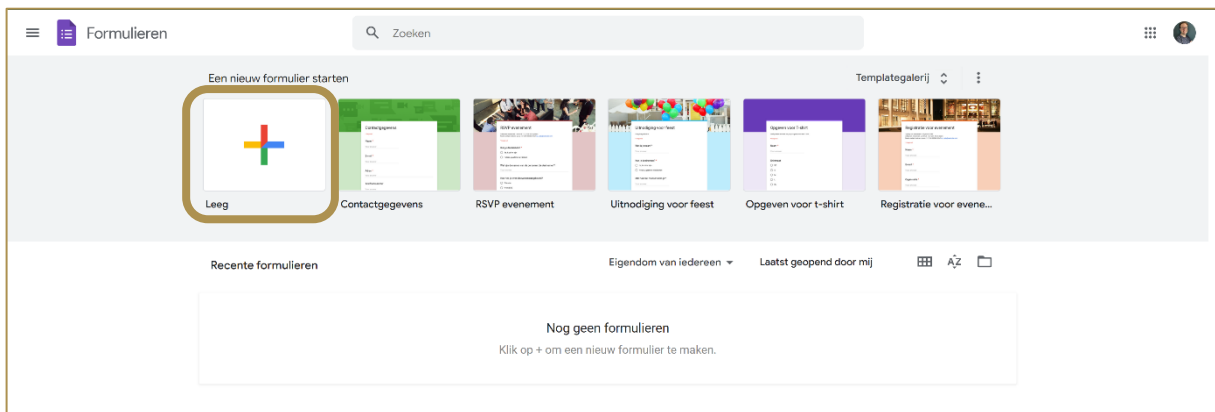 Formulieren
Zoeken
Een nieuw formulier starten
Templategalerij
Leeg
Contactgegevens
RSVP evenement
Uitnodiging voor feest
Opgeven voor t-shirt
Registratie voor evene...
Recente formulieren
Eigendom van iedereen
Laatst geopend door mij
AZ
Nog geen formulieren
Klik op + om een nieuw formulier te maken.